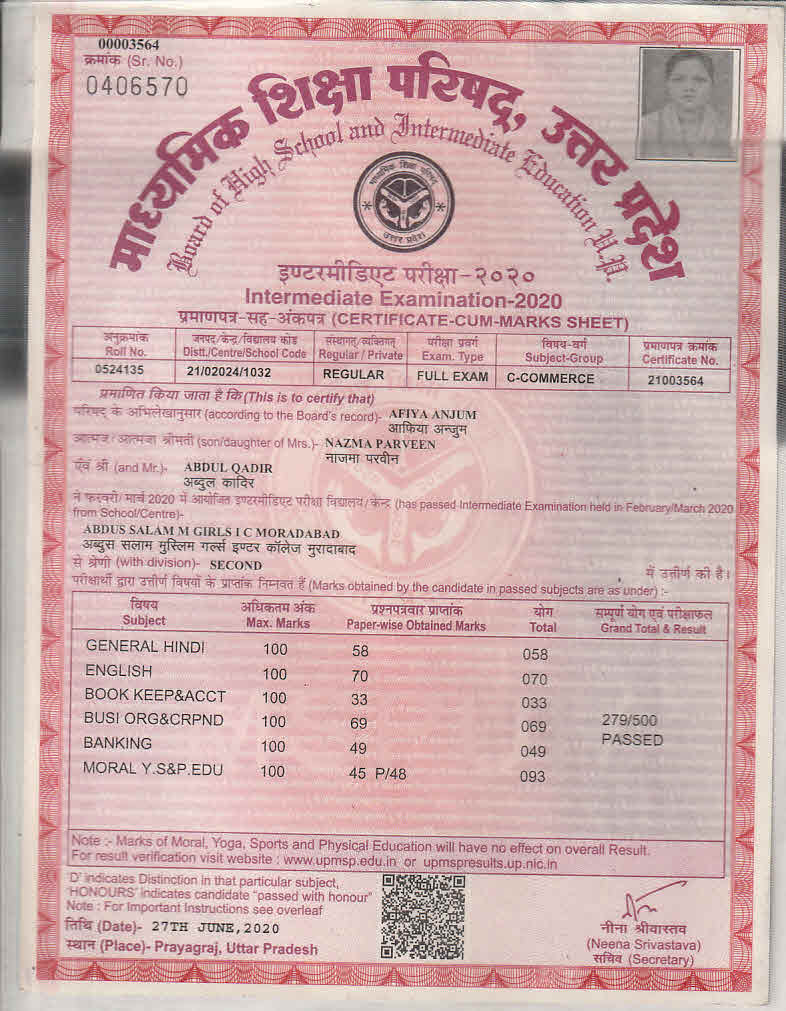 00003564
क्रमांक (Sr. No.)
0406570
माध्यमिक शिक्षा परिषद्, उत्तर प्रदेश
Board of High School and Intermediate Education U.P.
माध्यमिक शिक्षा परिषद्
उत्तर प्रदेश
इण्टरमीडिएट परीक्षा-२०२०
Intermediate Examination-2020
प्रमाणपत्र-सह-अंकपत्र (CERTIFICATE-CUM-MARKS SHEET)
अनुक्रमांक जनपद/केन्द्र/विद्यालय कोड संस्थागत/व्यक्तिगत परीक्षा प्रवर्ग विषय-वर्ग प्रमाणपत्र क्रमांक
Roll No. Distt./Centre/School Code Regular / Private Exam. Type Subject-Group Certificate No.
0524135 21/02024/1032 REGULAR FULL EXAM C-COMMERCE 21003564
प्रमाणित किया जाता है कि (This is to certify that)
परिषद के अभिलेखानुसार (according to the Board's record)- AFIYA ANJUM
आफिया अन्जुम
आत्मज/आत्मजा श्रीमती (son/daughter of Mrs.)- NAZMA PARVEEN
नाजमा परवीन
एवं श्री (and Mr.)- ABDUL QADIR
अब्दुल कादिर
ने फरवरी/मार्च 2020 में आयोजित इण्टरमीडिएट परीक्षा विद्यालय/केन्द्र (has passed Intermediate Examination held in February/March 2020
from School/Centre)-
ABDUS SALAM M GIRLS I C MORADABAD
अब्दुस सलाम मुस्लिम गर्ल्स इण्टर कॉलेज मुरादाबाद
से श्रेणी (with division)- SECOND में उत्तीर्ण की है।
परीक्षार्थी द्वारा उत्तीर्ण विषयों के प्राप्तांक निम्नवत हैं (Marks obtained by the candidate in passed subjects are as under) :-
विषय अधिकतम अंक प्रश्नपत्रवार प्राप्तांक योग सम्पूर्ण योग एवं परीक्षाफल
Subject Max. Marks Paper-wise Obtained Marks Total Grand Total & Result
GENERAL HINDI 100 58 058
ENGLISH 100 70 070
BOOK KEEP&ACCT 100 33 033
BUSI ORG&CRPND 100 69 069 279/500
BANKING 100 49 049 PASSED
MORAL Y.S&P.EDU 100 45 P/48 093
Note :- Marks of Moral, Yoga, Sports and Physical Education will have no effect on overall Result.
For result verification visit website : www.upmsp.edu.in or upmspresults.up.nic.in
'D' indicates Distinction in that particular subject,
'HONOURS' indicates candidate "passed with honour"
Note : For Important Instructions see overleaf
तिथि (Date)- 27TH JUNE,2020
स्थान (Place)- Prayagraj, Uttar Pradesh
नीना श्रीवास्तव
(Neena Srivastava)
सचिव (Secretary)